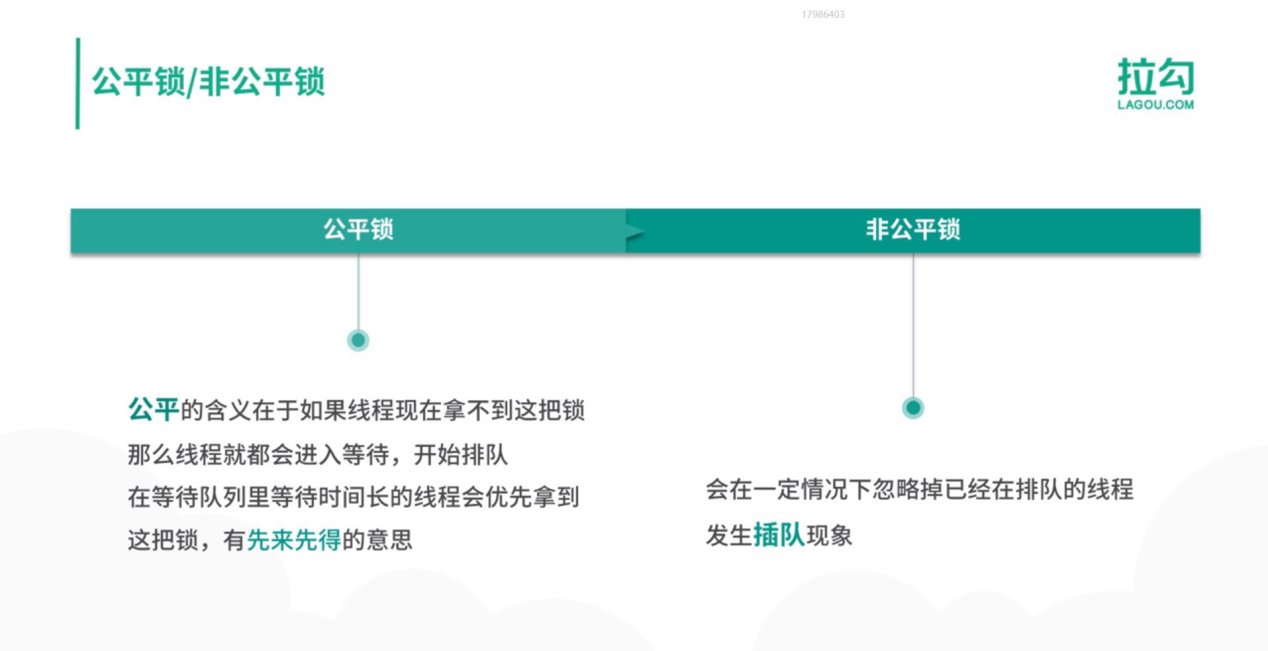 17986403
公平锁/非公平锁
拉勾
LAGOU.COM
公平锁
非公平锁
公平的含义在于如果线程现在拿不到这把锁
那么线程就都会进入等待，开始排队
在等待队列里等待时间长的线程会优先拿到
这把锁，有先来先得的意思
会在一定情况下忽略掉已经在排队的线程
发生插队现象